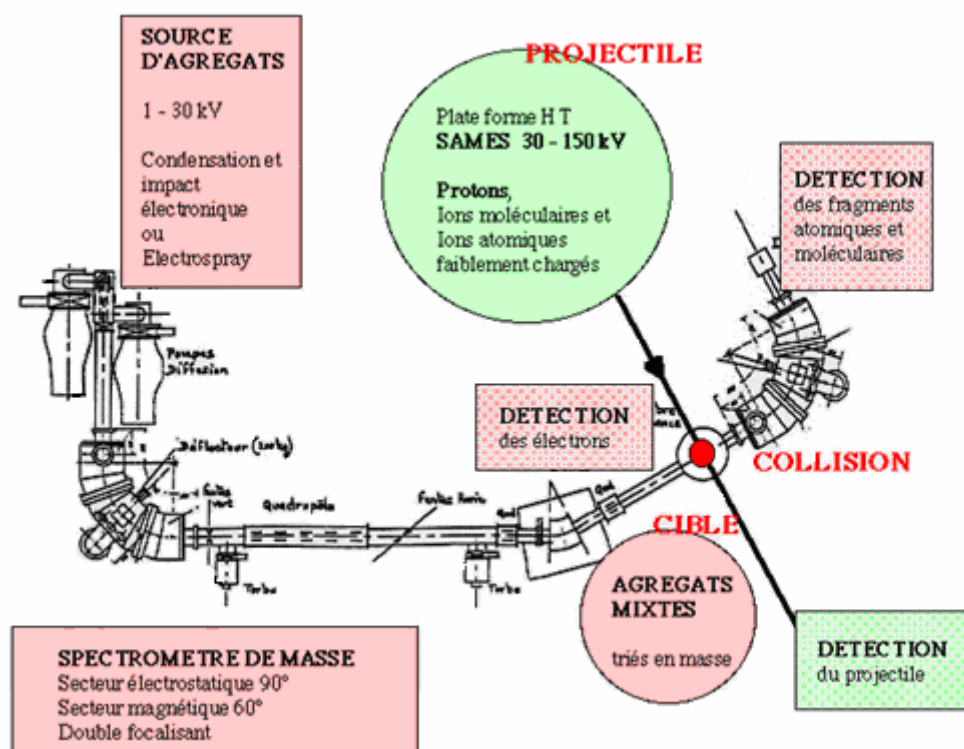 SOURCE
D'AGREGATS
1 - 30 kV
Condensation et
impact
électronique
ou
Electrospray
PROJECTILE
Plate forme H T
SAMES 30 - 150 kV
Protons,
Ions moléculaires et
Ions atomiques
faiblement chargés
DETECTION
des fragments
atomiques et
moléculaires
Pompes
Diffusion
DETECTION
des électrons
COLLISION
Déflecteur
Quadrupôle
Quad
Turbo
Turbo
CIBLE
AGREGATS
MIXTES
triés en masse
DETECTION
du projectile
SPECTROMETRE DE MASSE
Secteur électrostatique 90°
Secteur magnétique 60°
Double focalisant